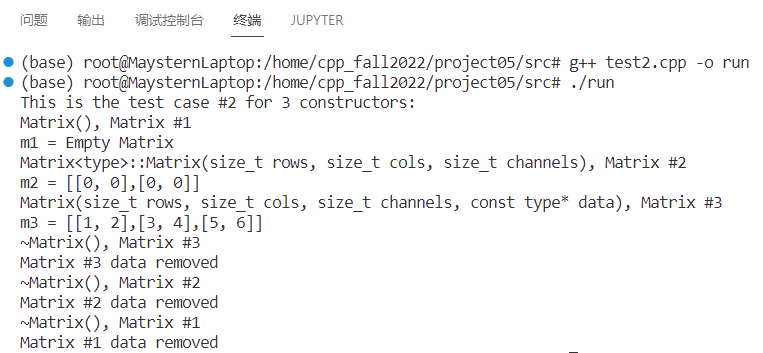 问题 输出 调试控制台 终端 JUPYTER
(base) root@MaysternLaptop:/home/cpp_fall2022/project05/src# g++ test2.cpp -o run
(base) root@MaysternLaptop:/home/cpp_fall2022/project05/src# ./run
This is the test case #2 for 3 constructors:
Matrix(), Matrix #1
m1 = Empty Matrix
Matrix<type>::Matrix(size_t rows, size_t cols, size_t channels), Matrix #2
m2 = [[0, 0],[0, 0]]
Matrix(size_t rows, size_t cols, size_t channels, const type* data), Matrix #3
m3 = [[1, 2],[3, 4],[5, 6]]
~Matrix(), Matrix #3
Matrix #3 data removed
~Matrix(), Matrix #2
Matrix #2 data removed
~Matrix(), Matrix #1
Matrix #1 data removed